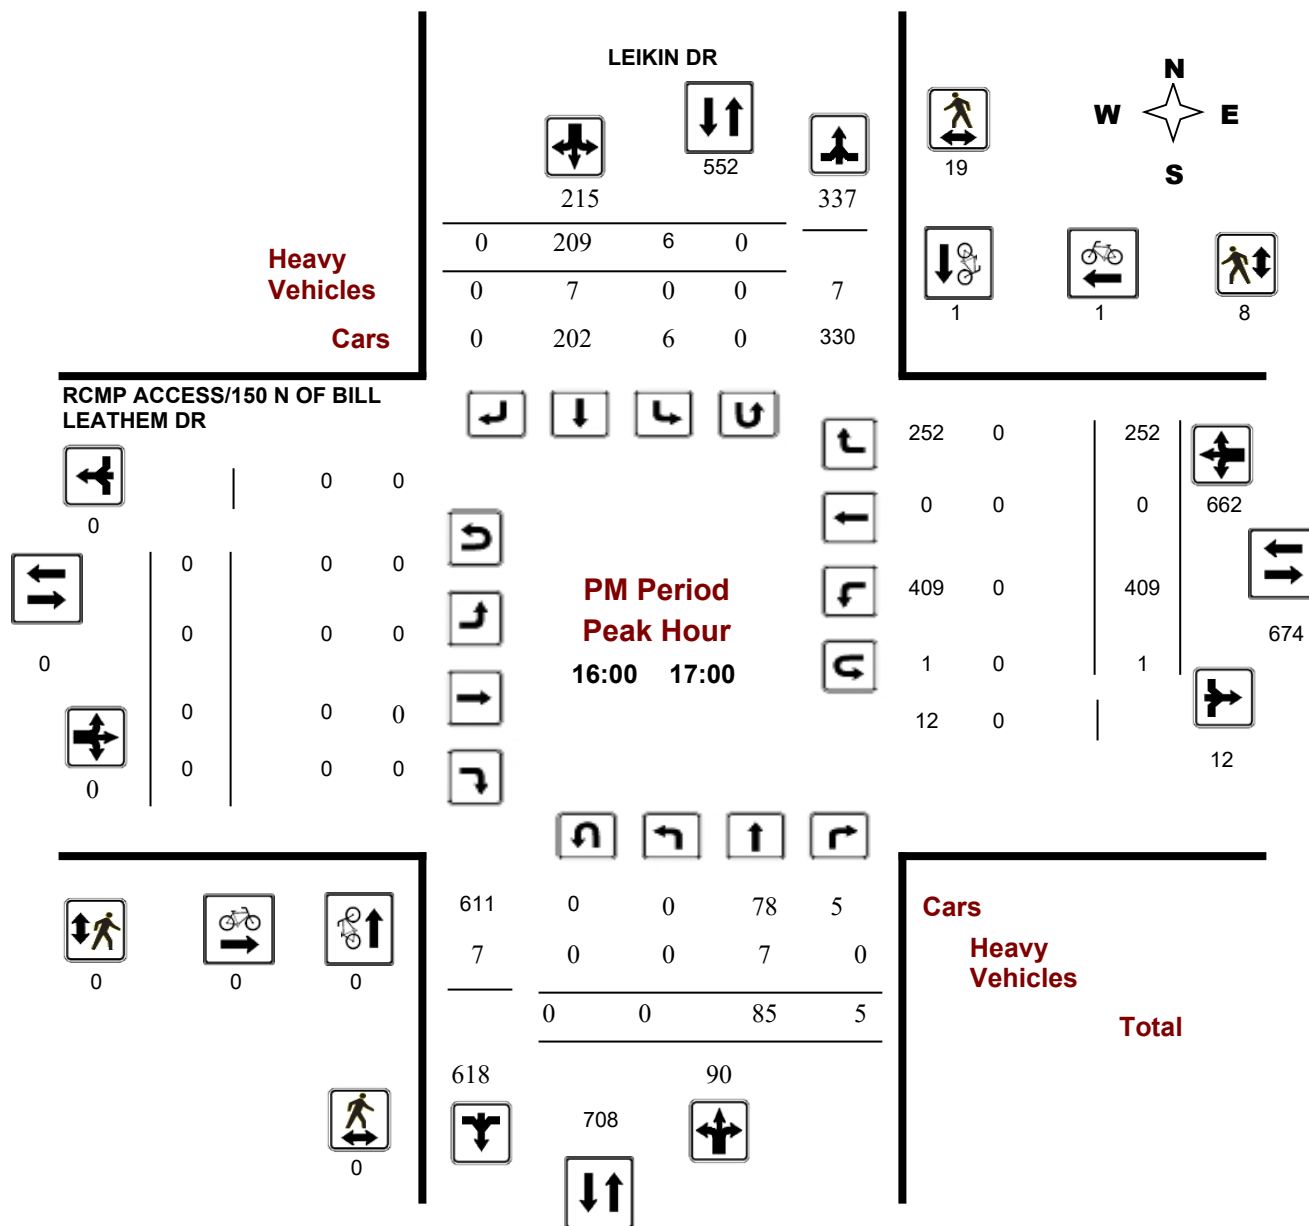 LEIKIN DR
N
W E
S
552
19
215 337
0 209 6 0
Heavy
Vehicles
0 7 0 0 7
1 1 8
Cars
0 202 6 0 330
RCMP ACCESS/150 N OF BILL
LEATHEM DR
252 0 252
0 0
0
0 0 0 662
0 0 0
PM Period
409 0 409
Peak Hour
0 0 0
674
0
16:00 17:00
1 0 1
0 0 0
12 0
0 0 0
12
0
611 0 0 78 5
Cars
7 0 0 7 0
Heavy
Vehicles
0 0 0
0 0 85 5
Total
618 90
708
0